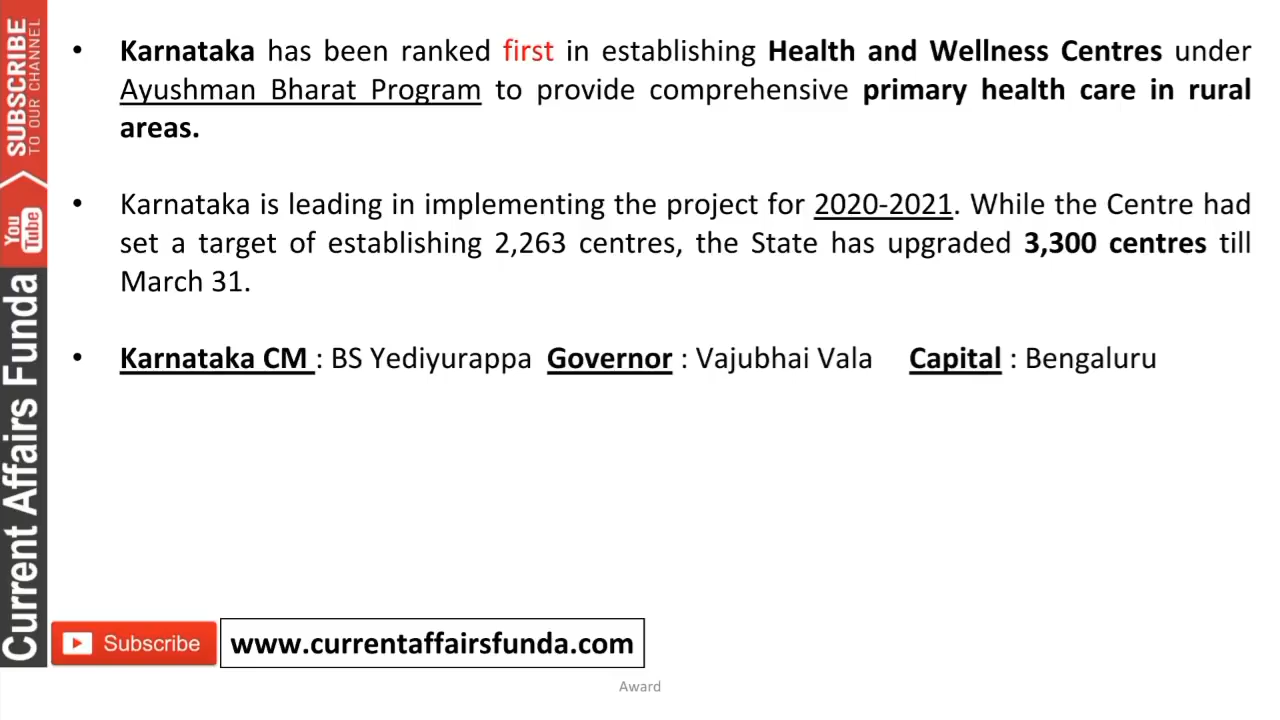 SUBSCRIBE
TO OUR CHANNEL
You
Tube
Current Affairs Funda
• Karnataka has been ranked first in establishing Health and Wellness Centres under
Ayushman Bharat Program to provide comprehensive primary health care in rural
areas.
• Karnataka is leading in implementing the project for 2020-2021. While the Centre had
set a target of establishing 2,263 centres, the State has upgraded 3,300 centres till
March 31.
• Karnataka CM : BS Yediyurappa Governor : Vajubhai Vala Capital : Bengaluru
Subscribe
www.currentaffairsfunda.com
Award